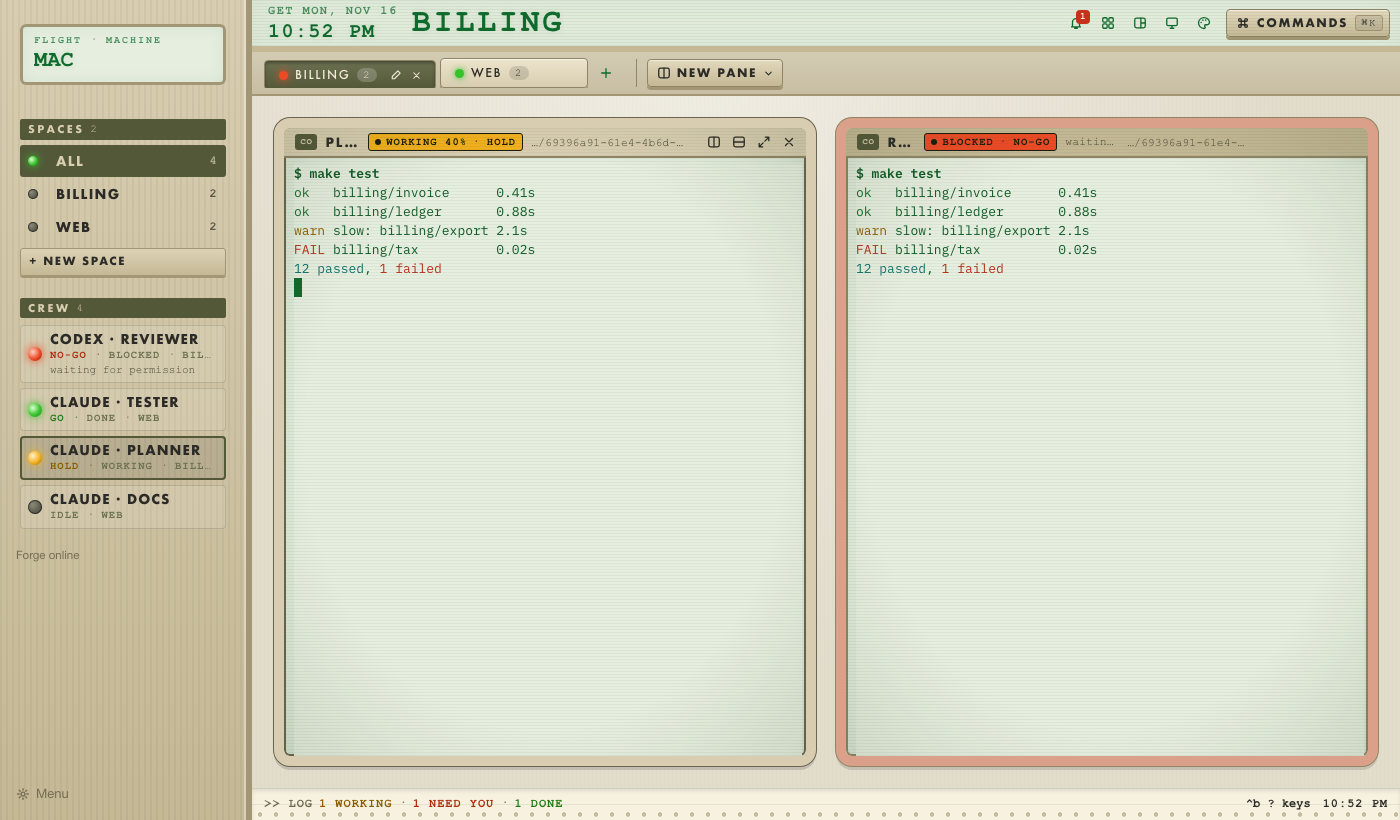 FLIGHT · MACHINE
MAC
SPACES 2
ALL 4
BILLING 2
WEB 2
+ NEW SPACE
CREW 4
CODEX · REVIEWER
NO-GO · BLOCKED · BIL…
waiting for permission
CLAUDE · TESTER
GO · DONE · WEB
CLAUDE · PLANNER
HOLD · WORKING · BILL…
CLAUDE · DOCS
IDLE · WEB
Forge online
Menu
GET MON, NOV 16
10:52 PM
BILLING
1
⌘ COMMANDS ⌘K
BILLING 2
WEB 2
+
NEW PANE
CO PL… WORKING 40% · HOLD …/69396a91-61e4-4b6d-…
$ make test
ok billing/invoice 0.41s
ok billing/ledger 0.88s
warn slow: billing/export 2.1s
FAIL billing/tax 0.02s
12 passed, 1 failed
CO R… BLOCKED · NO-GO waitin… …/69396a91-61e4-…
$ make test
ok billing/invoice 0.41s
ok billing/ledger 0.88s
warn slow: billing/export 2.1s
FAIL billing/tax 0.02s
12 passed, 1 failed
>> LOG 1 WORKING · 1 NEED YOU · 1 DONE
^b ? keys 10:52 PM